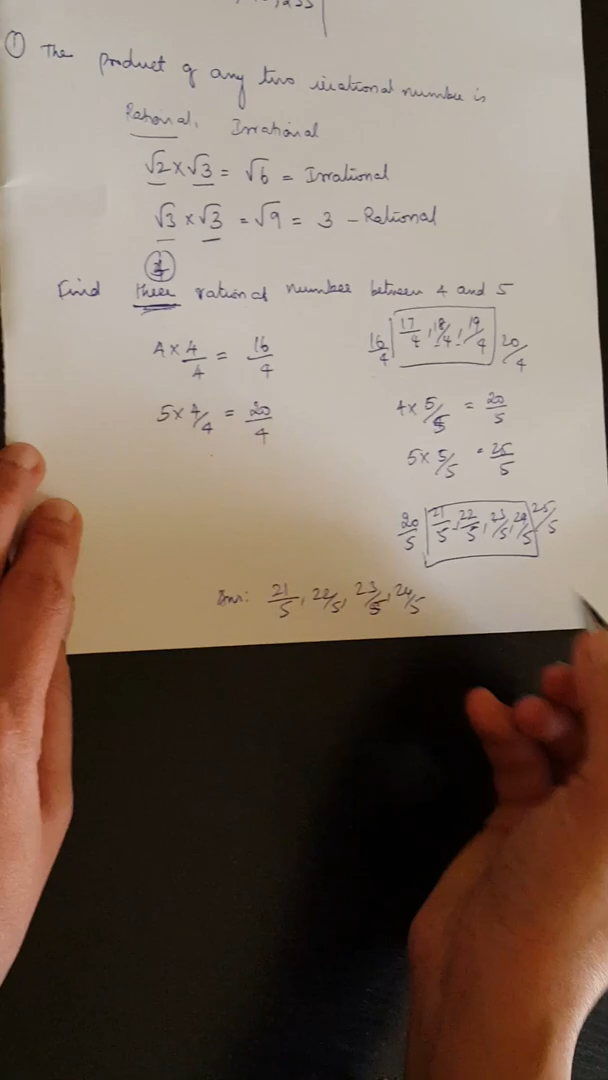 ① The product of any two irrational number is
Rational, Irrational
√2 × √3 = √6 = Irrational
√3 × √3 = √9 = 3 - Rational
4
Find three rational number between 4 and 5
4 × 4/4 = 16/4
5 × 4/4 = 20/4
16/4 | 17/4, 18/4, 19/4 | 20/4
4 × 5/5 = 20/5
5 × 5/5 = 25/5
20/5 | 21/5, 22/5, 23/5, 24/5 | 25/5
Ans: 21/5, 22/5, 23/5, 24/5